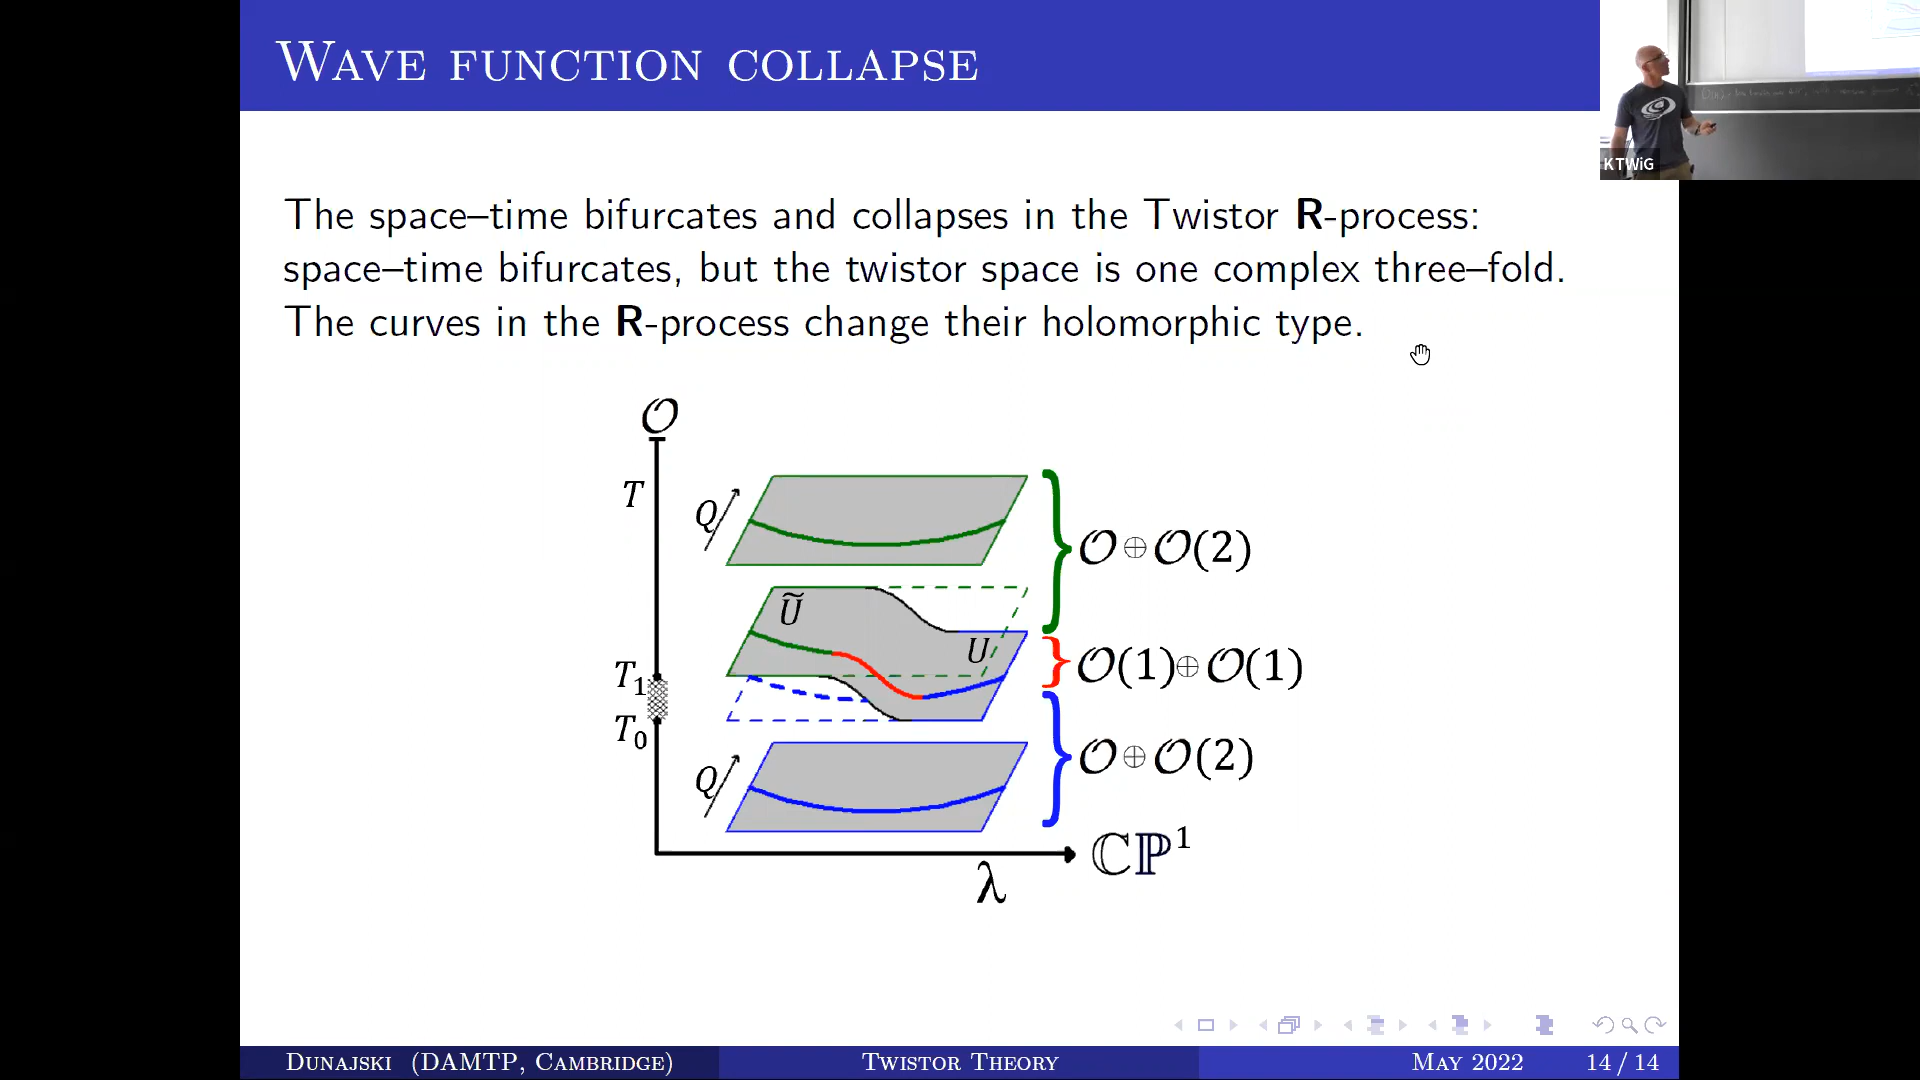 WAVE FUNCTION COLLAPSE
KTWiG
The space–time bifurcates and collapses in the Twistor R-process:
space–time bifurcates, but the twistor space is one complex three–fold.
The curves in the R-process change their holomorphic type.
𝒪
T
Q
𝒪⊕𝒪(2)
Ũ
U
T₁
𝒪(1)⊕𝒪(1)
T₀
Q
𝒪⊕𝒪(2)
ℂℙ¹
λ
DUNAJSKI (DAMTP, CAMBRIDGE)
TWISTOR THEORY
MAY 2022
14 / 14